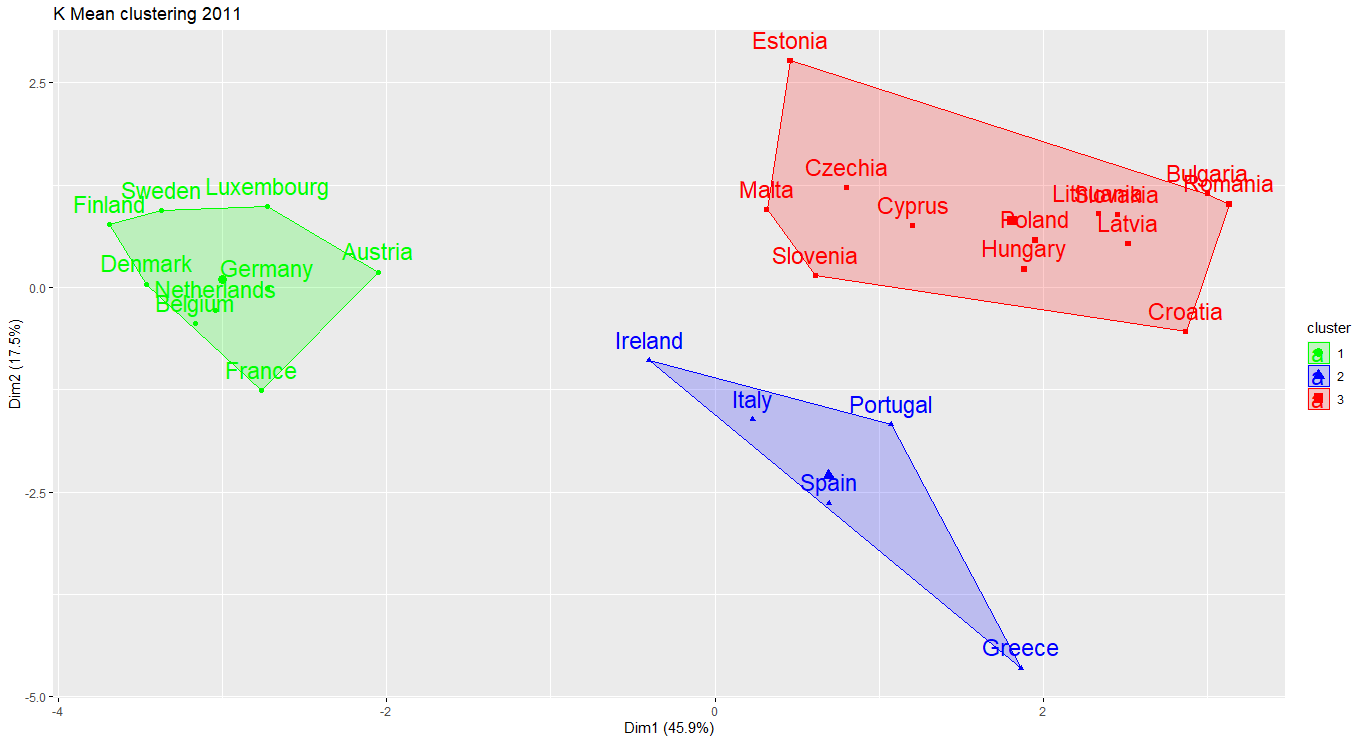 K Mean clustering 2011
Estonia
Czechia
Malta
Cyprus
Slovenia
Bulgaria
Romania
Lithuania
Slovakia
Poland
Latvia
Hungary
Croatia
Finland
Sweden
Luxembourg
Austria
Denmark
Germany
Netherlands
Belgium
France
Ireland
Italy
Portugal
Spain
Greece
2.5
0.0
-2.5
-5.0
Dim2 (17.5%)
-4
-2
0
2
Dim1 (45.9%)
cluster
a 1
a 2
a 3